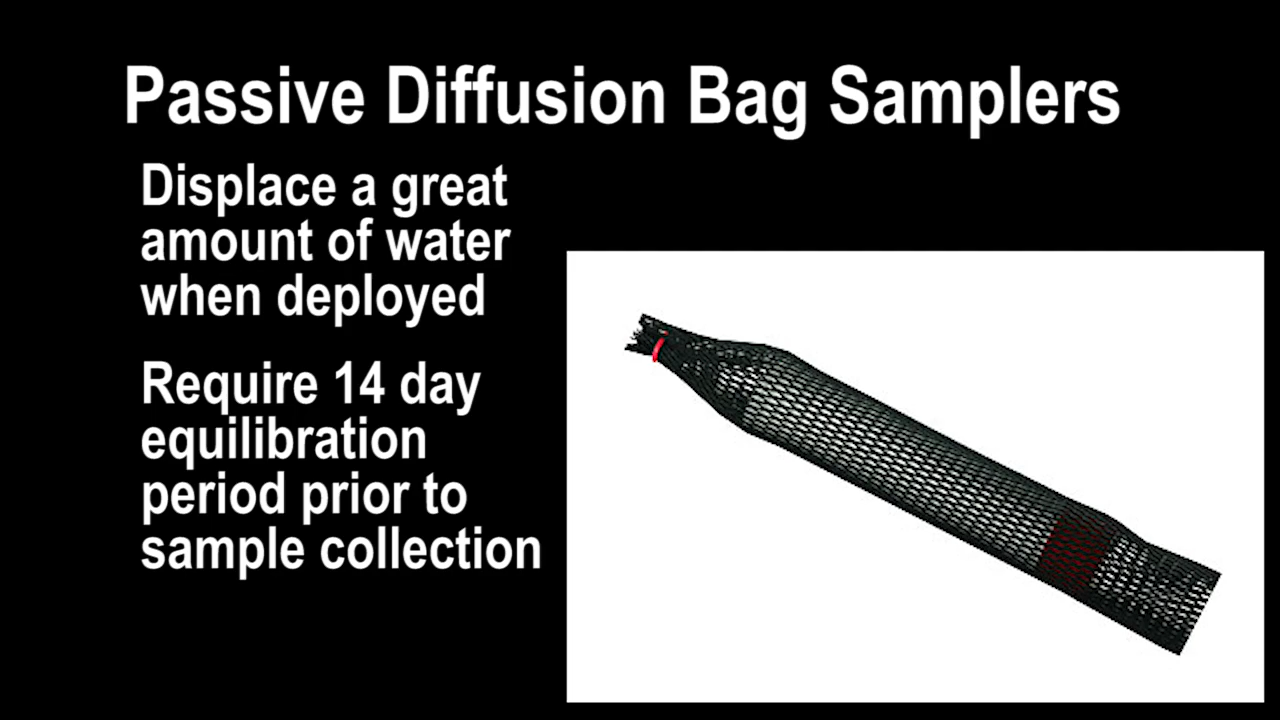 Passive Diffusion Bag Samplers
Displace a great
amount of water
when deployed
Require 14 day
equilibration
period prior to
sample collection